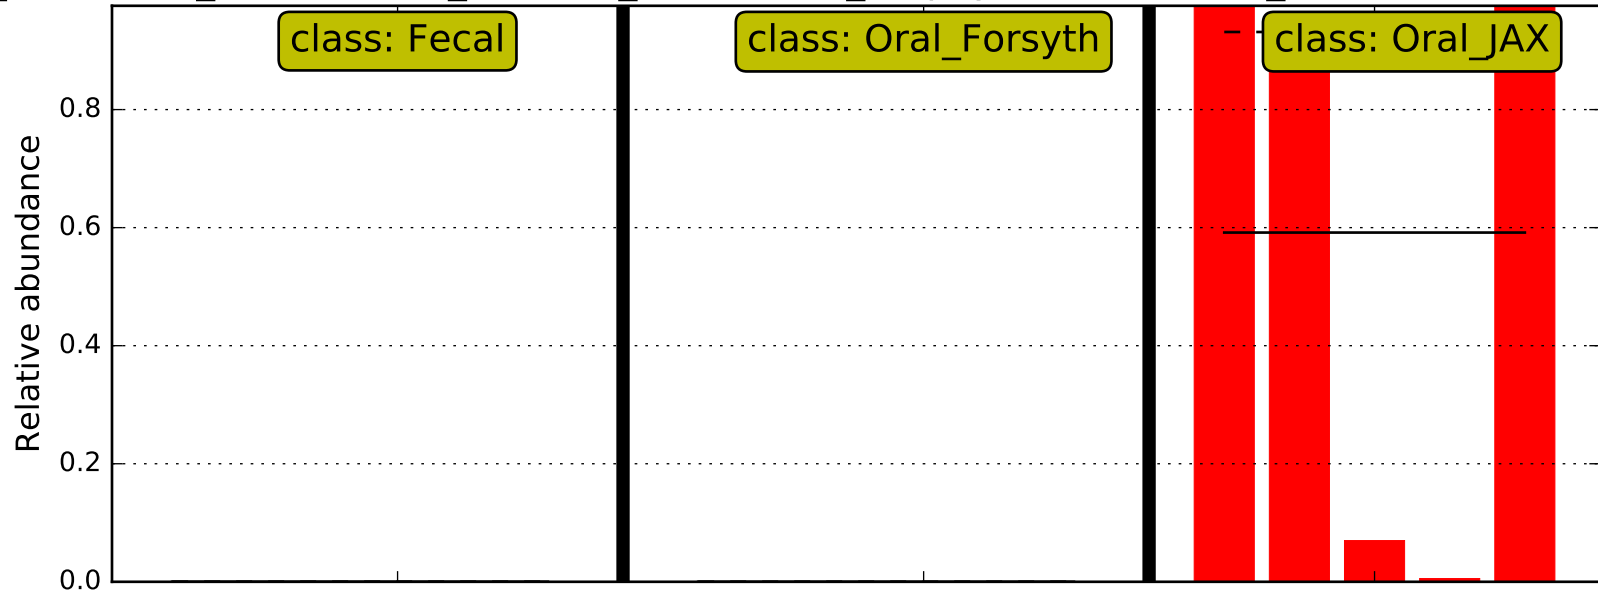 class: Fecal
class: Oral_Forsyth
class: Oral_JAX
Relative abundance
0.8
0.6
0.4
0.2
0.0